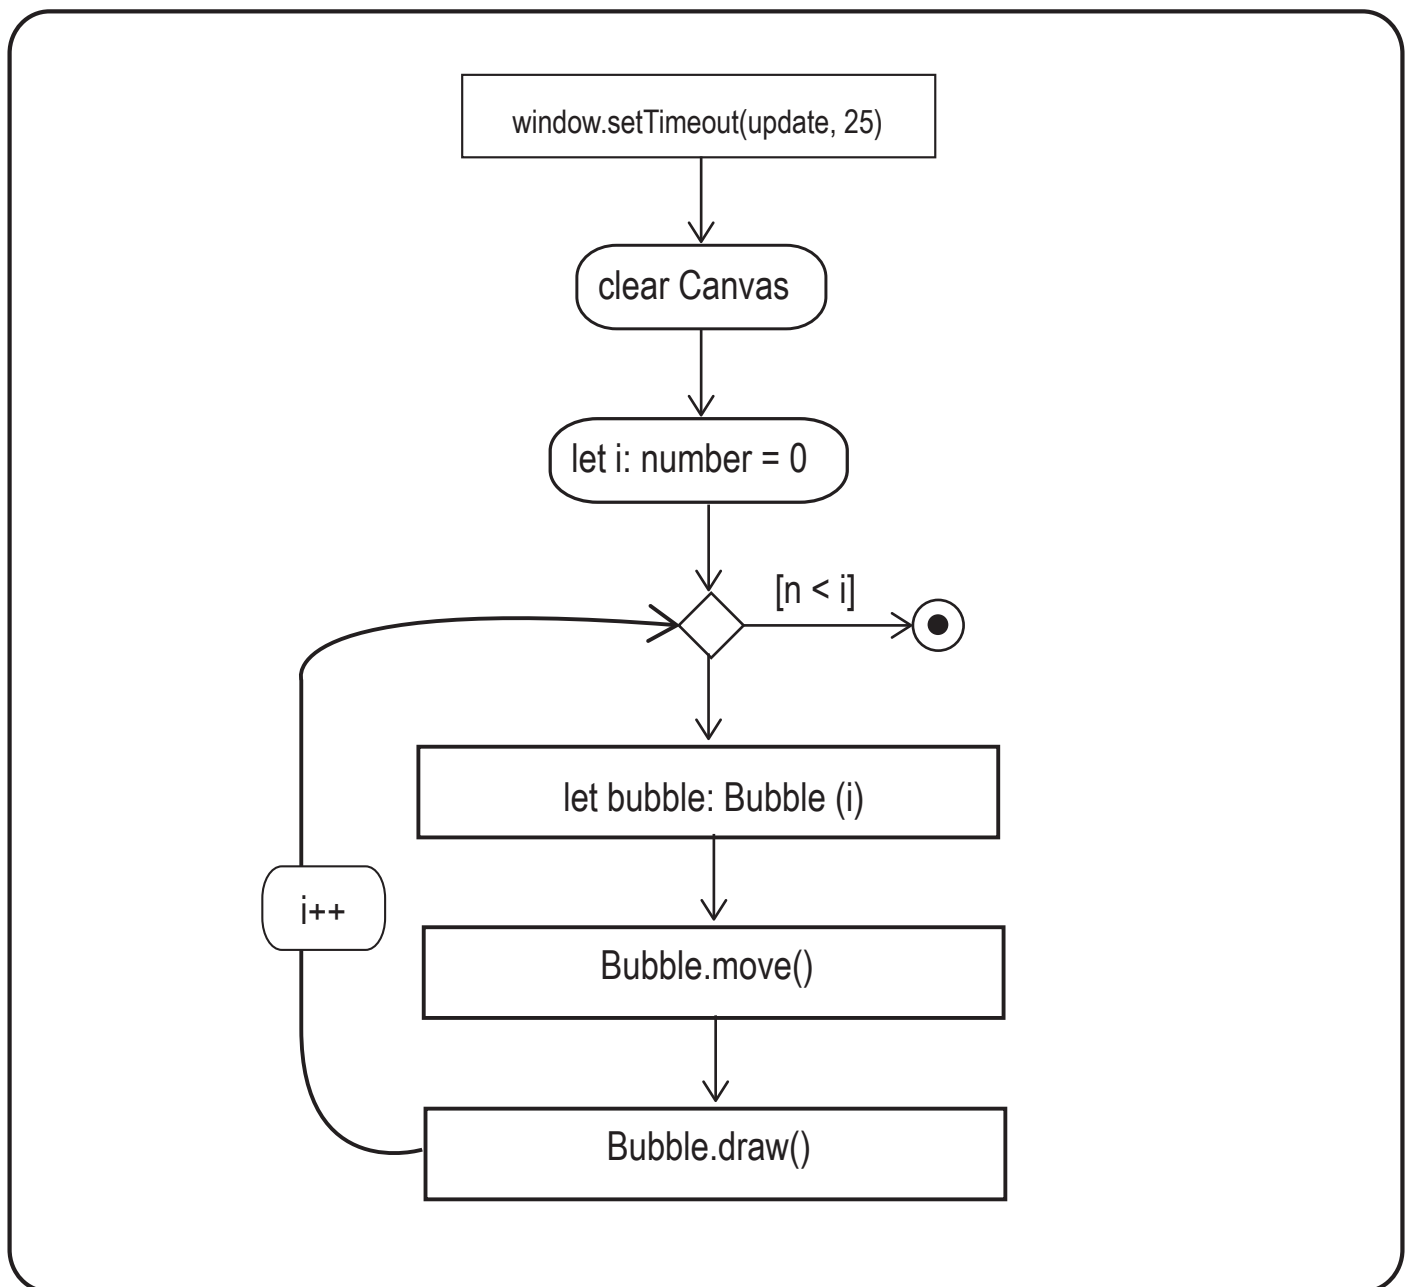 window.setTimeout(update, 25)
clear Canvas
let i: number = 0
[n < i]
let bubble: Bubble (i)
i++
Bubble.move()
Bubble.draw()